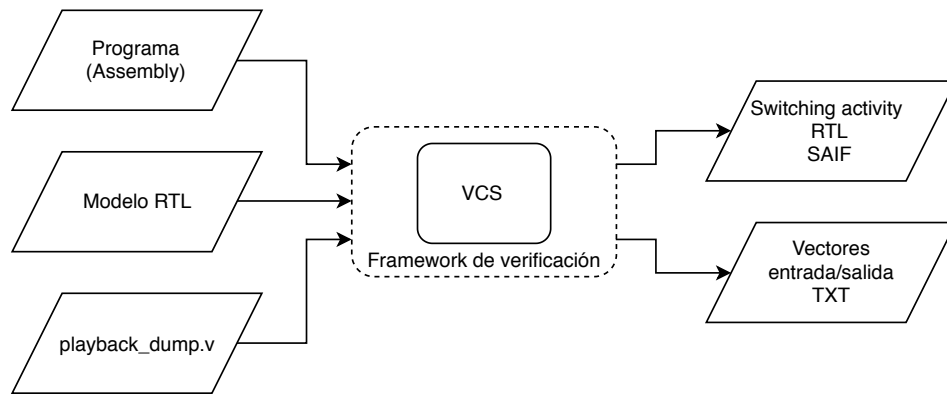 Programa
(Assembly)
Modelo RTL
playback_dump.v
VCS
Framework de verificación
Switching activity
RTL
SAIF
Vectores
entrada/salida
TXT